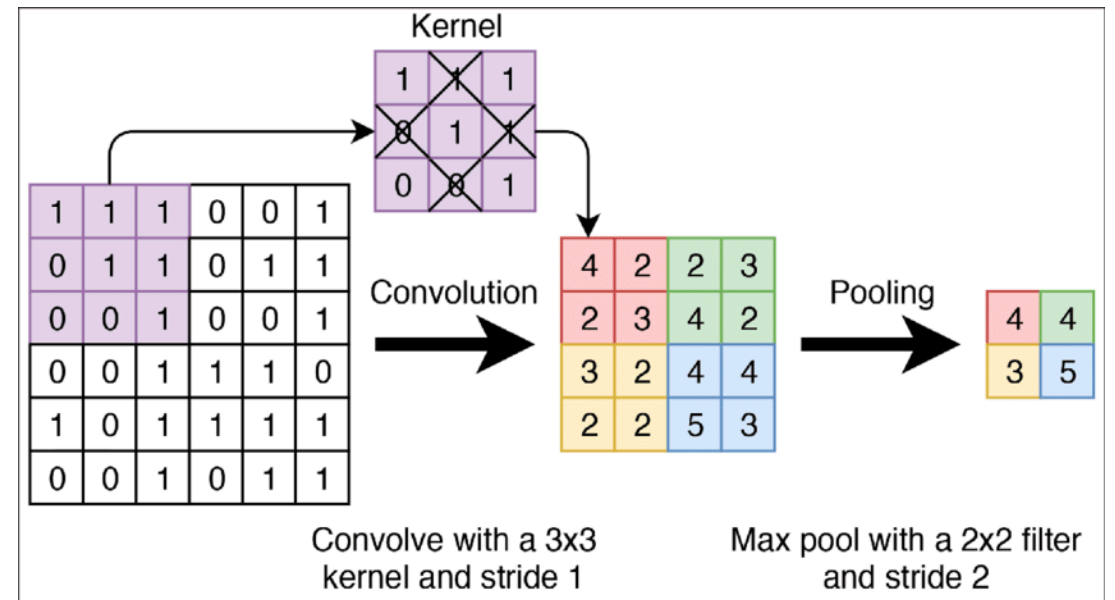 Kernel
1 1 1
0 1 1
0 0 1
1 1 1 0 0 1
0 1 1 0 1 1
0 0 1 0 0 1
0 0 1 1 1 0
1 0 1 1 1 1
0 0 1 0 1 1
Convolution
4 2 2 3
2 3 4 2
3 2 4 4
2 2 5 3
Pooling
4 4
3 5
Convolve with a 3x3
kernel and stride 1
Max pool with a 2x2 filter
and stride 2